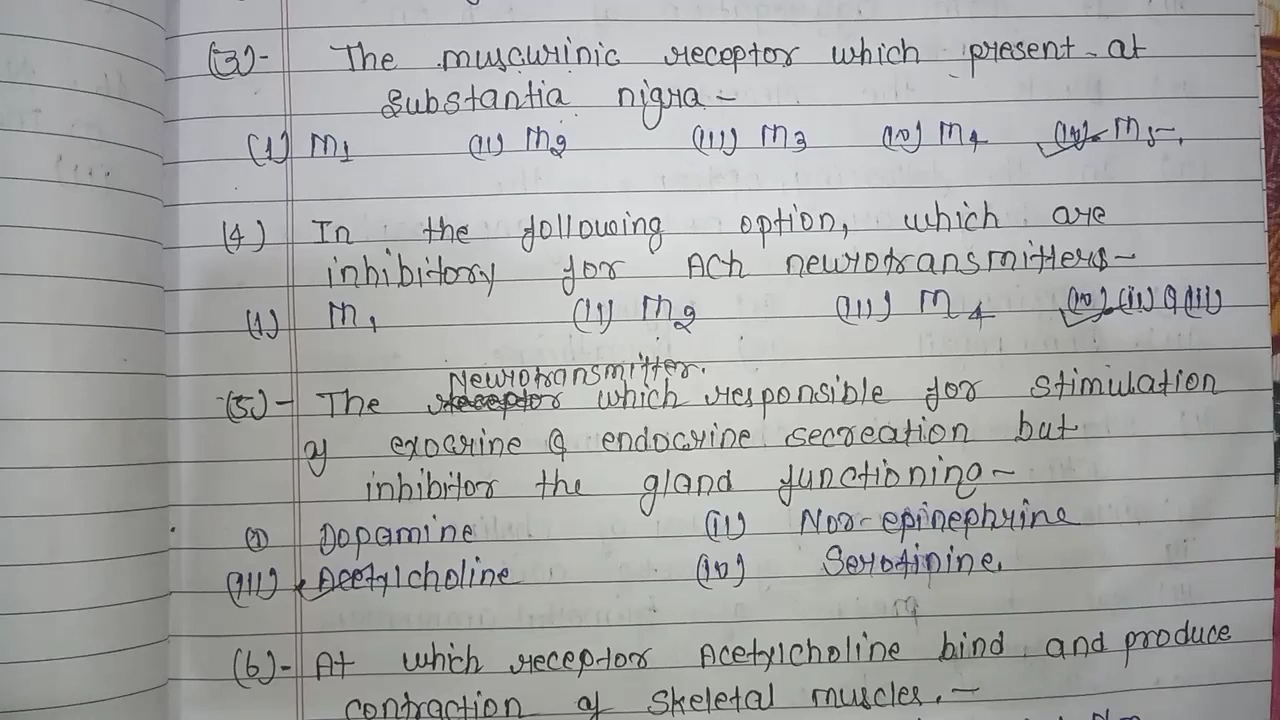 (3)- The muscurinic receptor which present at
substantia nigra -
(i) M1 (ii) M2 (iii) M3 (iv) M4 (iv) M5-.
(4) In the following option, which are
inhibitory for ACh neurotransmitters-
(i) M1 (ii) M2 (iii) M4 (iv) (ii) & (iii)
Neurotransmitter.
(5)- The receptor which responsible for stimulation
of exocrine & endocrine secreation but
inhibitor the gland functioning-
(i) Dopamine (ii) Nor-epinephrine
(iii) Acetylcholine (iv) Serotinine.
(6)- At which receptor Acetylcholine bind and produce
contraction of skeletal muscles.-